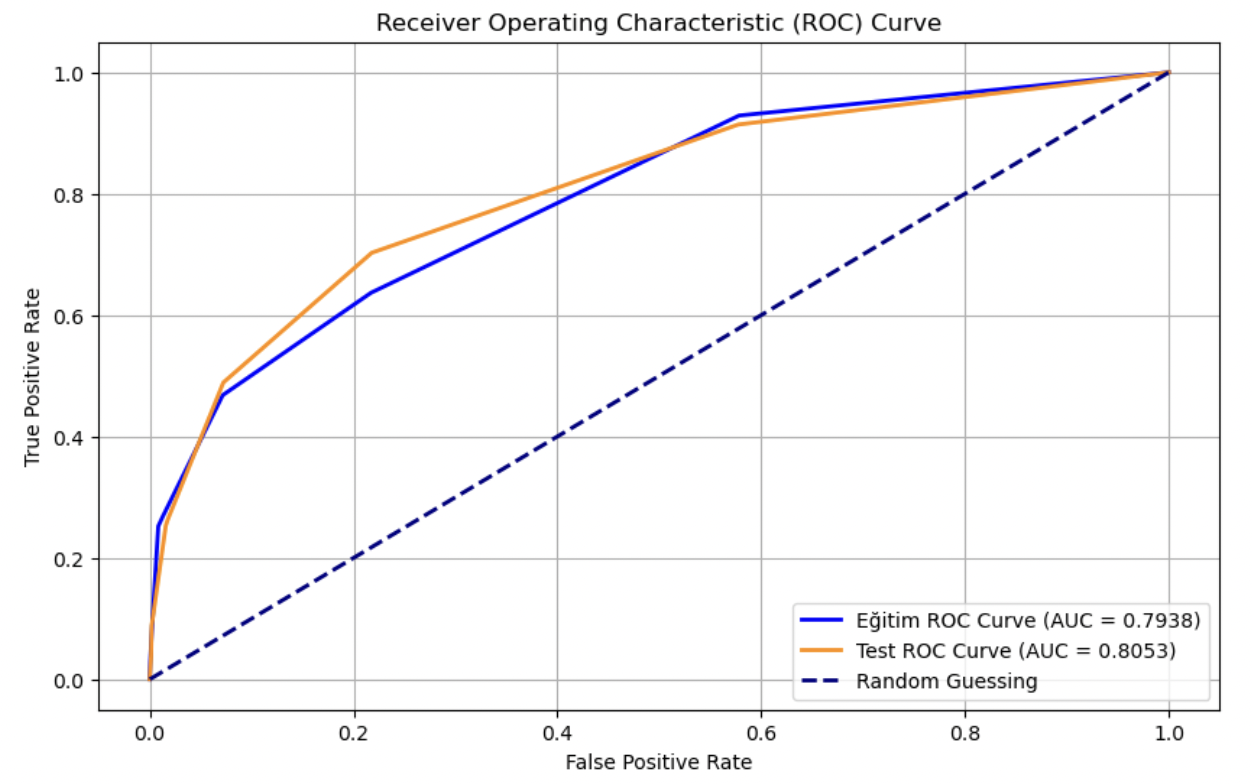 Receiver Operating Characteristic (ROC) Curve
True Positive Rate
1.0
0.8
0.6
0.4
0.2
0.0
0.0 0.2 0.4 0.6 0.8 1.0
False Positive Rate
Eğitim ROC Curve (AUC = 0.7938)
Test ROC Curve (AUC = 0.8053)
Random Guessing